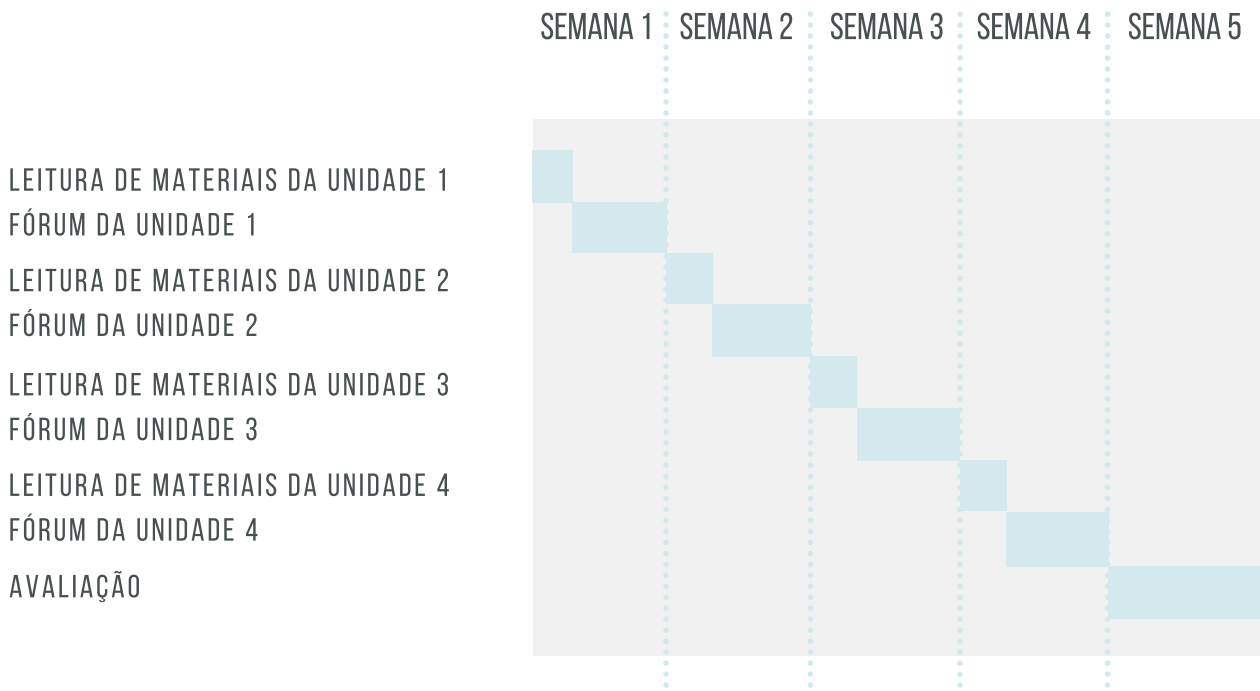 SEMANA 1 SEMANA 2 SEMANA 3 SEMANA 4 SEMANA 5
LEITURA DE MATERIAIS DA UNIDADE 1
FÓRUM DA UNIDADE 1
LEITURA DE MATERIAIS DA UNIDADE 2
FÓRUM DA UNIDADE 2
LEITURA DE MATERIAIS DA UNIDADE 3
FÓRUM DA UNIDADE 3
LEITURA DE MATERIAIS DA UNIDADE 4
FÓRUM DA UNIDADE 4
AVALIAÇÃO